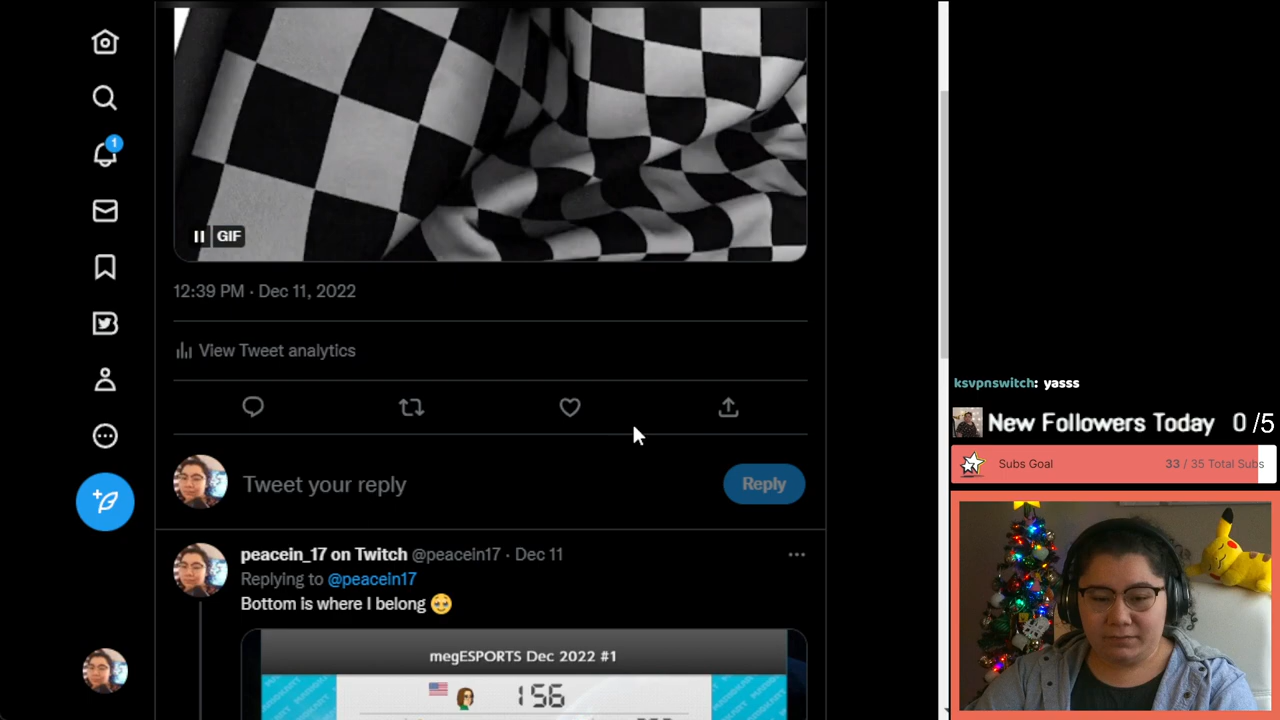 1
GIF
12:39 PM · Dec 11, 2022
View Tweet analytics
Tweet your reply
Reply
peacein_17 on Twitch @peacein17 · Dec 11
Replying to @peacein17
Bottom is where I belong 🥹
megESPORTS Dec 2022 #1
156
ksvpnswitch: yasss
New Followers Today 0 /5
Subs Goal 33 / 35 Total Subs